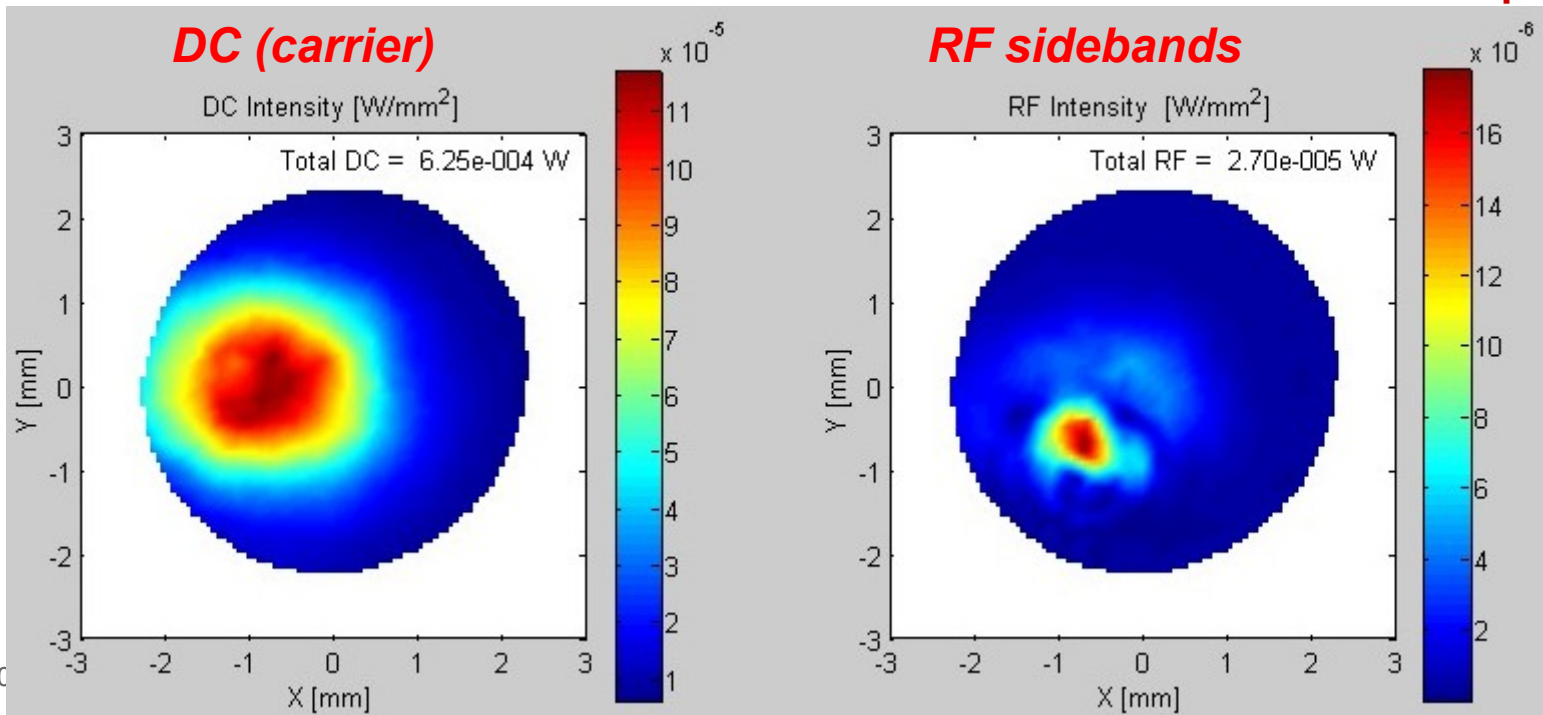 DC (carrier)
RF sidebands
x 10-5
x 10-6
DC Intensity [W/mm2]
RF Intensity [W/mm2]
Total DC = 6.25e-004 W
Total RF = 2.70e-005 W
3
2
1
0
-1
-2
-3
Y [mm]
-3 -2 -1 0 1 2 3
X [mm]
11
10
9
8
7
6
5
4
3
2
1
3
2
1
0
-1
-2
-3
Y [mm]
-3 -2 -1 0 1 2 3
X [mm]
16
14
12
10
8
6
4
2